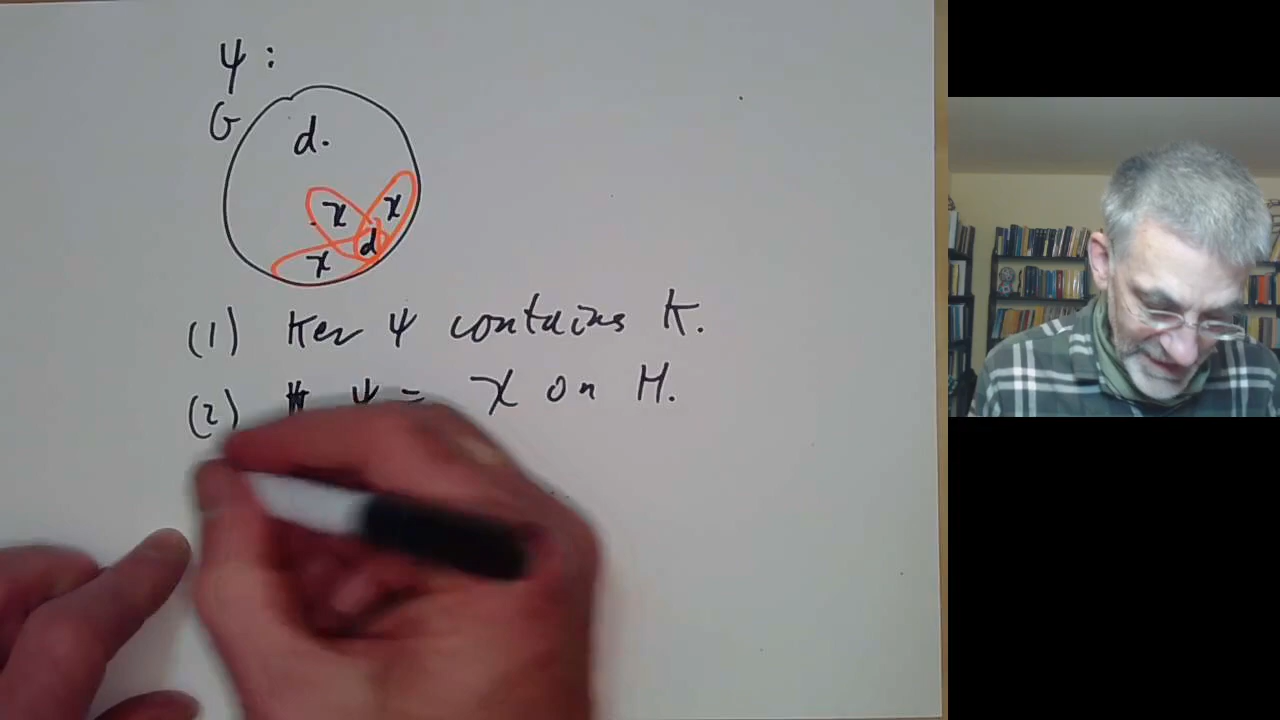 ψ :
G
d.
χ χ
χ d
(1) Ker ψ contains K.
(2) ψ = χ on H.